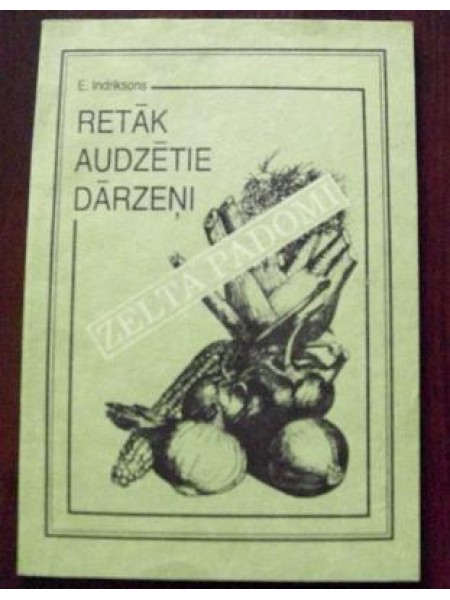 E. Indriksons
RETĀK
AUDZĒTIE
DĀRZEŅI
ZELTA PADOMI